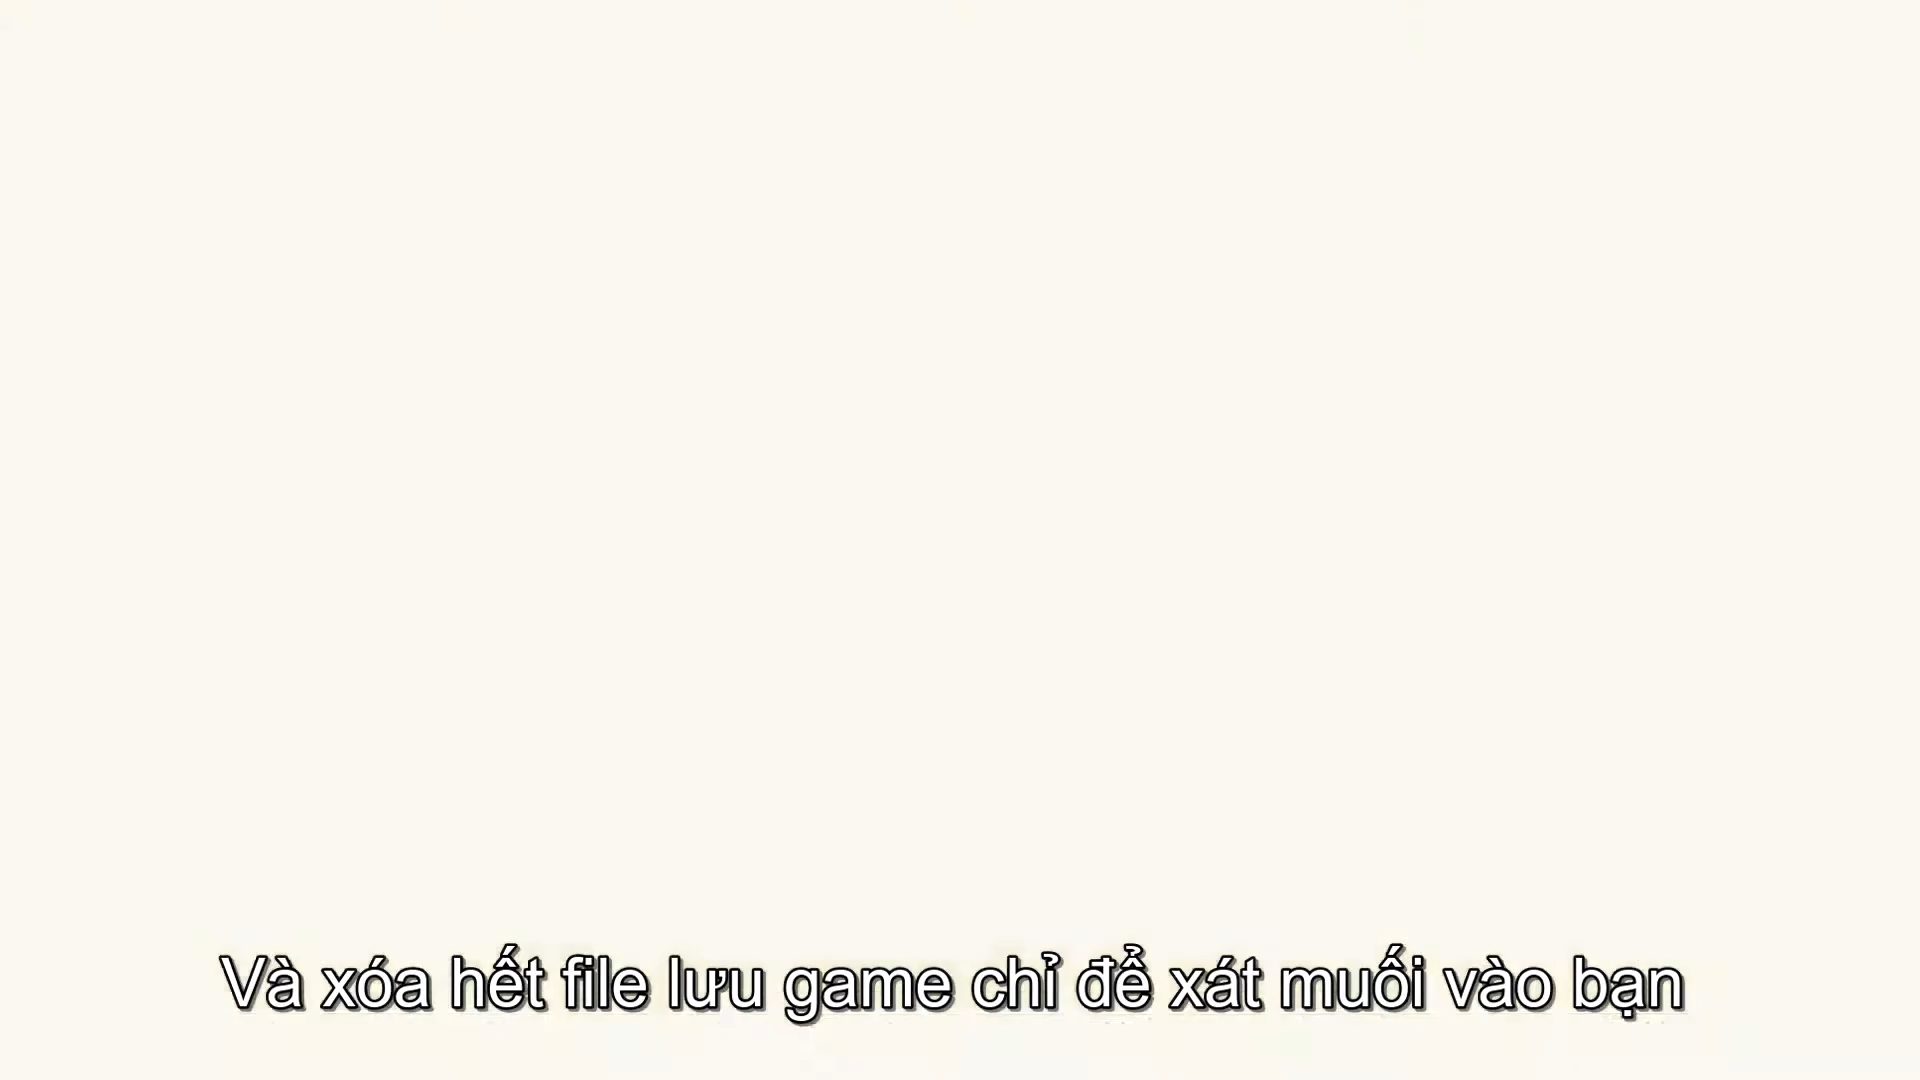 Và xóa hết file lưu game chỉ để xát muối vào bạn